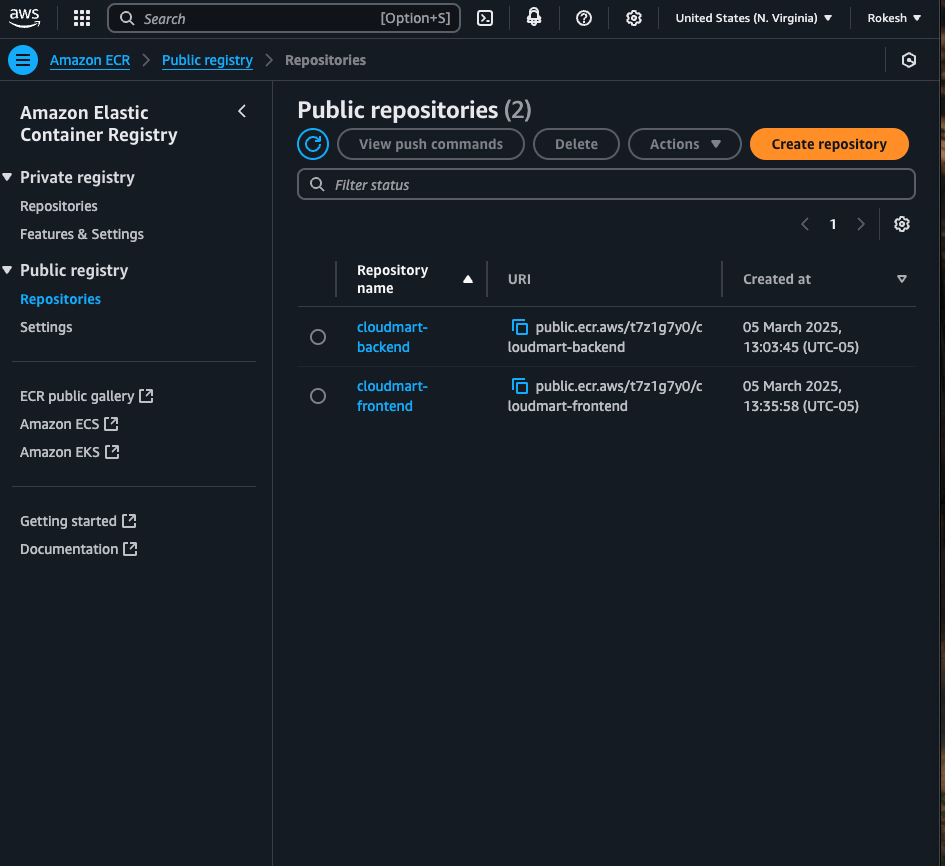 aws
Search [Option+S]
United States (N. Virginia)
Rokesh
Amazon ECR
Public registry
Repositories
Amazon Elastic
Container Registry
Private registry
Repositories
Features & Settings
Public registry
Repositories
Settings
ECR public gallery
Amazon ECS
Amazon EKS
Getting started
Documentation
Public repositories (2)
View push commands
Delete
Actions
Create repository
Filter status
1
Repository
name
URI
Created at
cloudmart-
backend
public.ecr.aws/t7z1g7y0/c
loudmart-backend
05 March 2025,
13:03:45 (UTC-05)
cloudmart-
frontend
public.ecr.aws/t7z1g7y0/c
loudmart-frontend
05 March 2025,
13:35:58 (UTC-05)